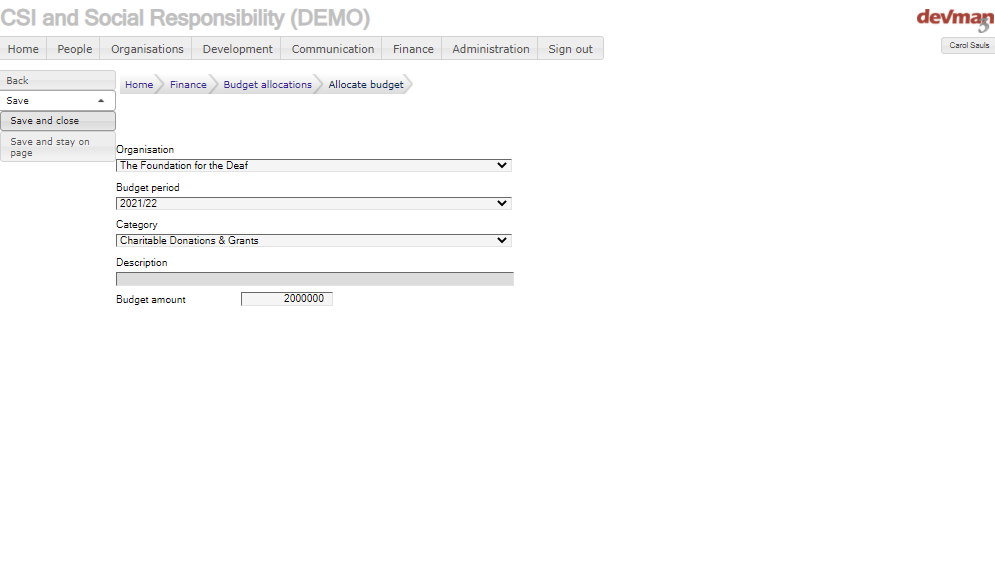 CSI and Social Responsibility (DEMO)
devman
3
Home People Organisations Development Communication Finance Administration Sign out
Carol Sauls
Back
Save
Save and close
Save and stay on page
Home Finance Budget allocations Allocate budget
Organisation
The Foundation for the Deaf
Budget period
2021/22
Category
Charitable Donations & Grants
Description
Budget amount 2000000